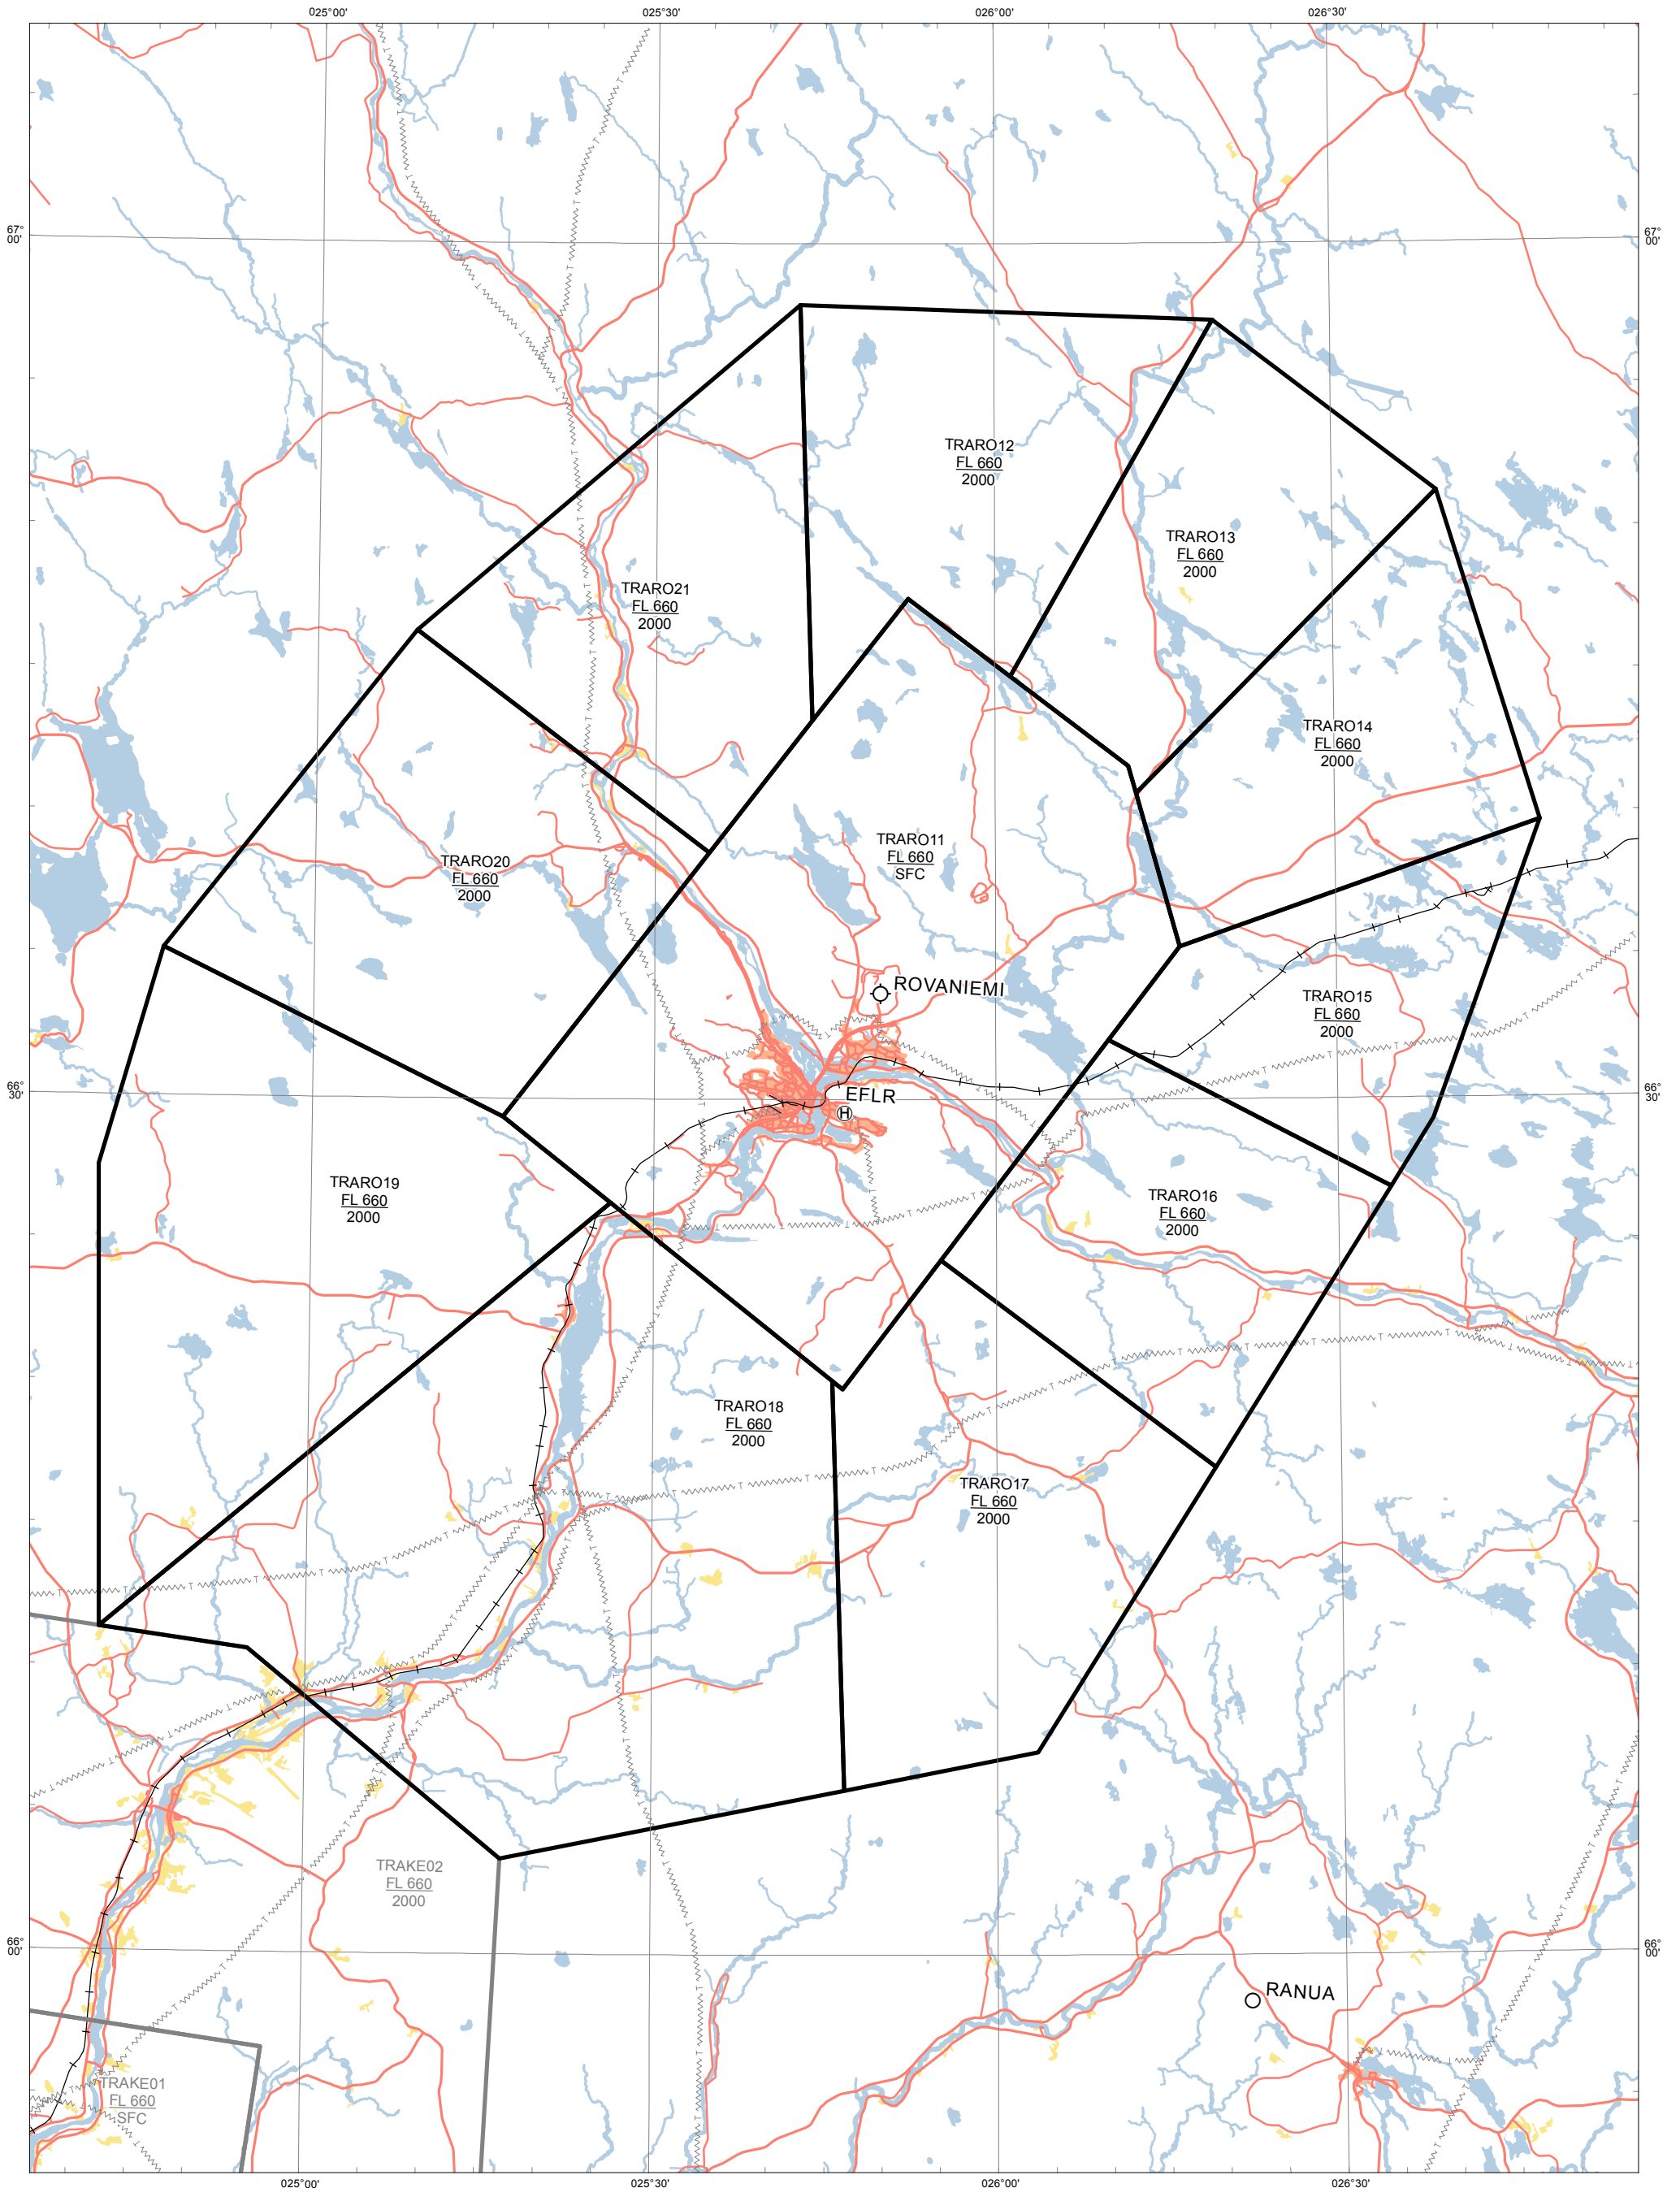 025°00'
025°30'
026°00'
026°30'
67°
00'
67°
00'
TRARO12
FL 660
2000
TRARO13
FL 660
2000
TRARO21
FL 660
2000
TRARO14
FL 660
2000
TRARO11
FL 660
SFC
TRARO20
FL 660
2000
ROVANIEMI
TRARO15
FL 660
2000
66°
30'
EFLR
H
66°
30'
TRARO19
FL 660
2000
TRARO16
FL 660
2000
TRARO18
FL 660
2000
TRARO17
FL 660
2000
TRAKE02
FL 660
2000
66°
00'
66°
00'
RANUA
TRAKE01
FL 660
SFC
025°00'
025°30'
026°00'
026°30'